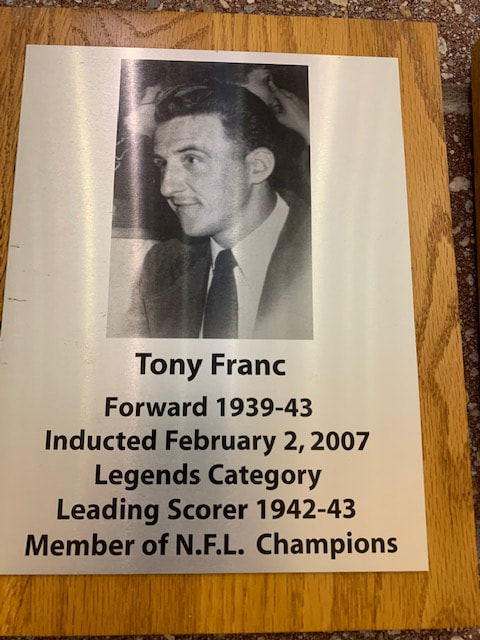 Tony Franc
Forward 1939-43
Inducted February 2, 2007
Legends Category
Leading Scorer 1942-43
Member of N.F.L. Champions